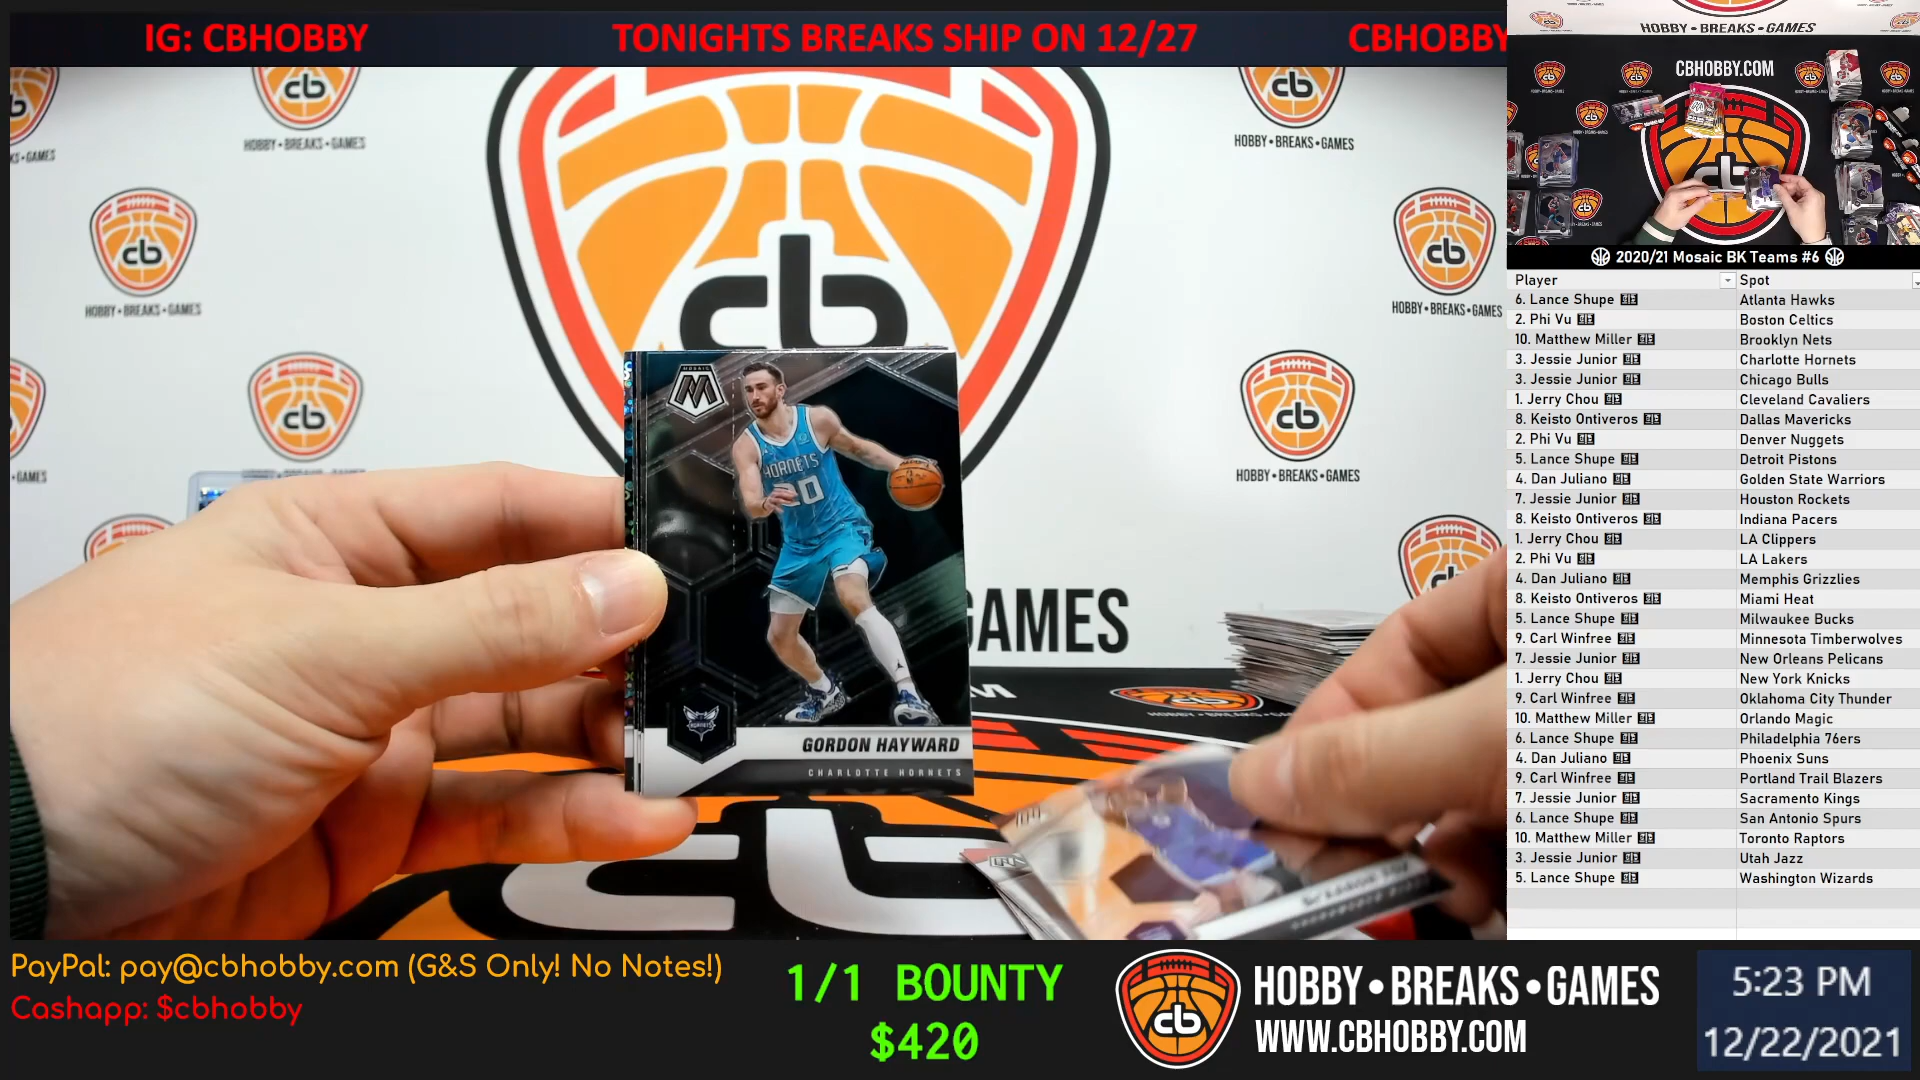 IG: CBHOBBY
TONIGHTS BREAKS SHIP ON 12/27
CBHOBBY
HOBBY • BREAKS • GAMES
CBHOBBY.COM
2020/21 Mosaic BK Teams #6
Player Spot
6. Lance Shupe Atlanta Hawks
2. Phi Vu Boston Celtics
10. Matthew Miller Brooklyn Nets
3. Jessie Junior Charlotte Hornets
3. Jessie Junior Chicago Bulls
1. Jerry Chou Cleveland Cavaliers
8. Keisto Ontiveros Dallas Mavericks
2. Phi Vu Denver Nuggets
5. Lance Shupe Detroit Pistons
4. Dan Juliano Golden State Warriors
7. Jessie Junior Houston Rockets
8. Keisto Ontiveros Indiana Pacers
1. Jerry Chou LA Clippers
2. Phi Vu LA Lakers
4. Dan Juliano Memphis Grizzlies
8. Keisto Ontiveros Miami Heat
5. Lance Shupe Milwaukee Bucks
9. Carl Winfree Minnesota Timberwolves
7. Jessie Junior New Orleans Pelicans
1. Jerry Chou New York Knicks
9. Carl Winfree Oklahoma City Thunder
10. Matthew Miller Orlando Magic
6. Lance Shupe Philadelphia 76ers
4. Dan Juliano Phoenix Suns
9. Carl Winfree Portland Trail Blazers
7. Jessie Junior Sacramento Kings
6. Lance Shupe San Antonio Spurs
10. Matthew Miller Toronto Raptors
3. Jessie Junior Utah Jazz
5. Lance Shupe Washington Wizards
cb
HOBBY • BREAKS • GAMES
cb
HOBBY • BREAKS • GAMES
cb
HOBBY • BREAKS • GAMES
cb
HOBBY • BREAKS • GAMES
cb
HOBBY • BREAKS • GAMES
cb
cb
GAMES
MOSAIC
M
HORNETS
20
HORNETS
GORDON HAYWARD
CHARLOTTE HORNETS
PayPal: pay@cbhobby.com (G&S Only! No Notes!)
Cashapp: $cbhobby
1/1 BOUNTY
$420
cb
HOBBY • BREAKS • GAMES
WWW.CBHOBBY.COM
5:23 PM
12/22/2021